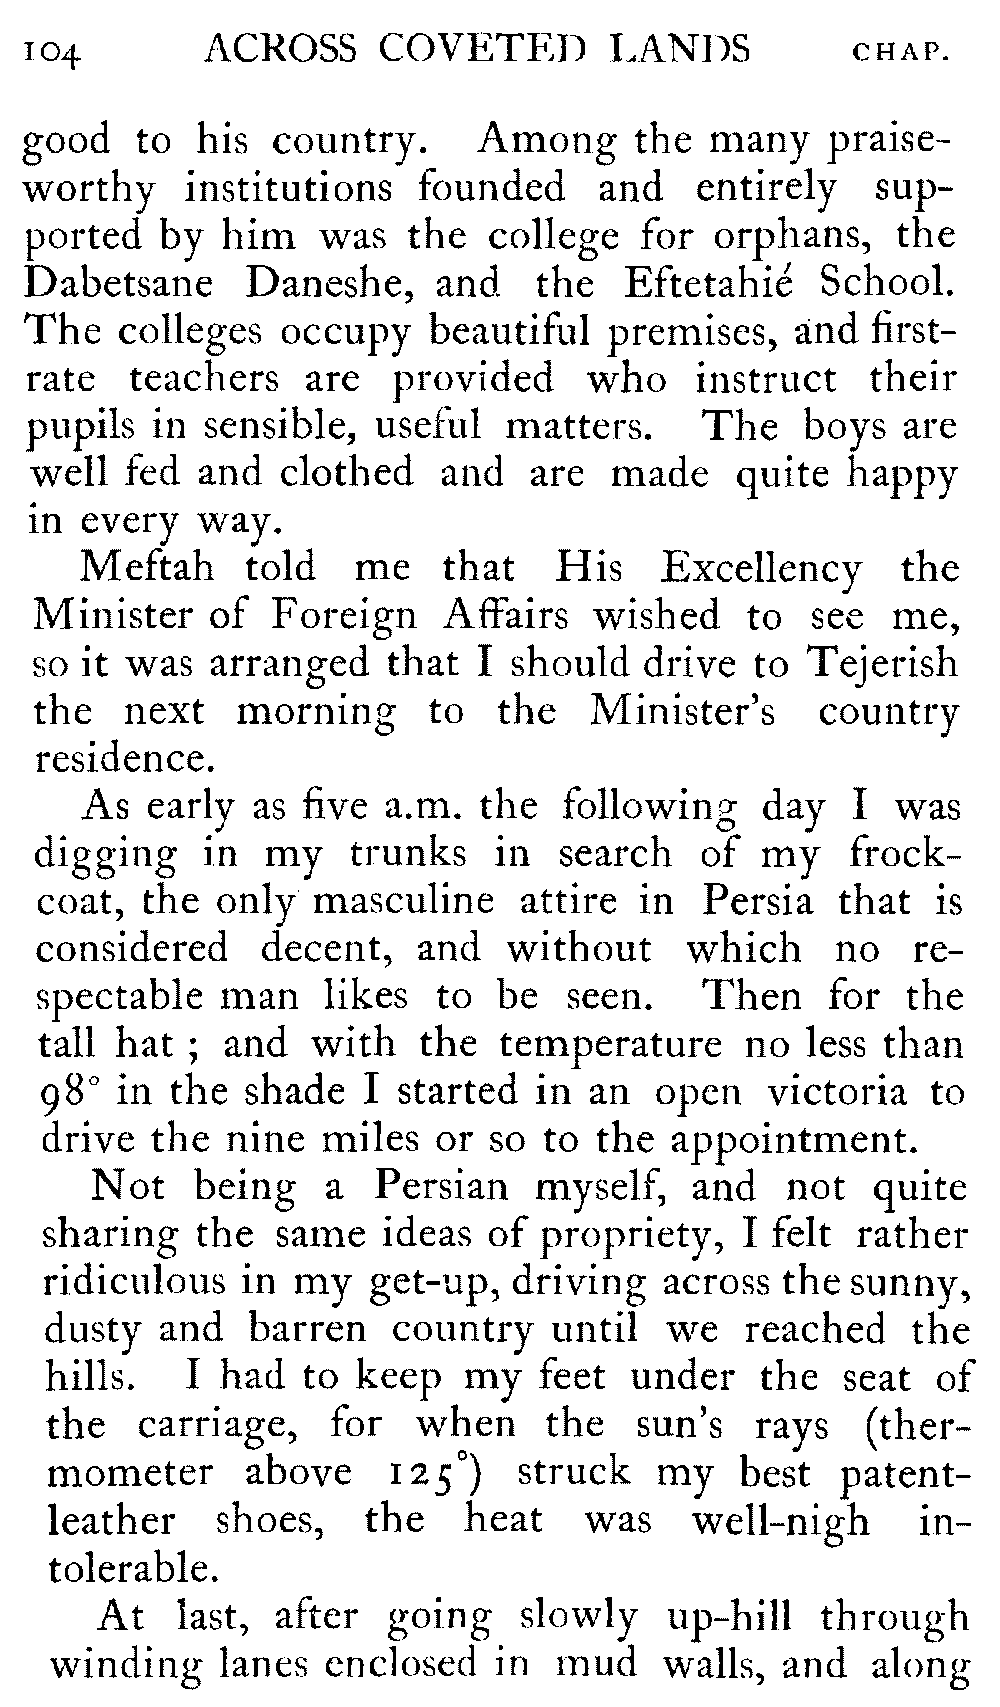 104 ACROSS COVETED LANDS CHAP.
good to his country. Among the many praise-
worthy institutions founded and entirely sup-
ported by him was the college for orphans, the
Dabetsane Daneshe, and the Eftetahié School.
The colleges occupy beautiful premises, and first-
rate teachers are provided who instruct their
pupils in sensible, useful matters. The boys are
well fed and clothed and are made quite happy
in every way.
Meftah told me that His Excellency the
Minister of Foreign Affairs wished to see me,
so it was arranged that I should drive to Tejerish
the next morning to the Minister's country
residence.
As early as five a.m. the following day I was
digging in my trunks in search of my frock-
coat, the only masculine attire in Persia that is
considered decent, and without which no re-
spectable man likes to be seen. Then for the
tall hat ; and with the temperature no less than
98° in the shade I started in an open victoria to
drive the nine miles or so to the appointment.
Not being a Persian myself, and not quite
sharing the same ideas of propriety, I felt rather
ridiculous in my get-up, driving across the sunny,
dusty and barren country until we reached the
hills. I had to keep my feet under the seat of
the carriage, for when the sun's rays (ther-
mometer above 125°) struck my best patent-
leather shoes, the heat was well-nigh in-
tolerable.
At last, after going slowly up-hill through
winding lanes enclosed in mud walls, and along